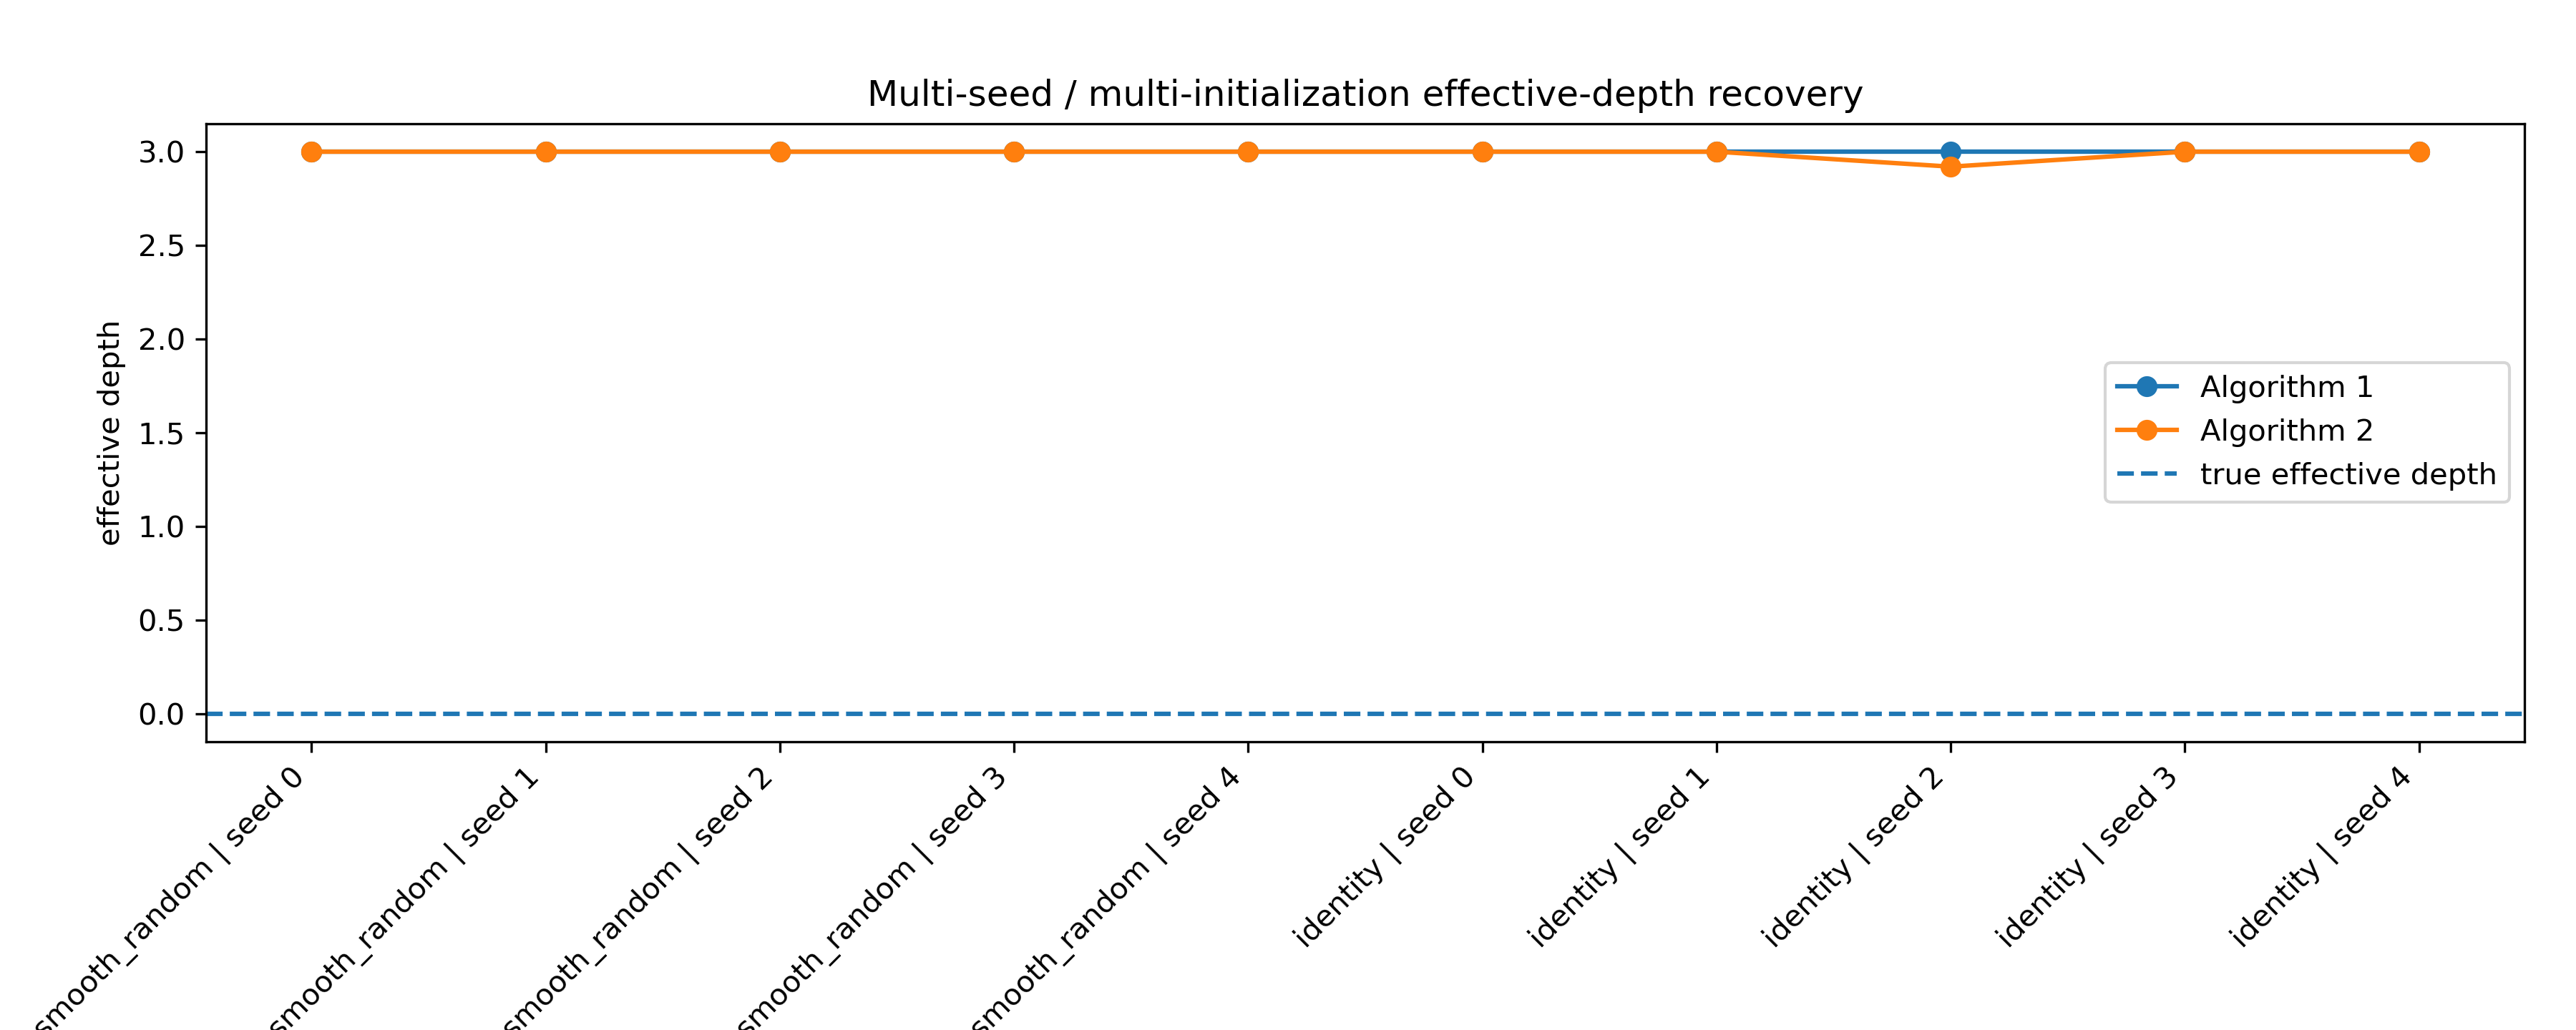 Multi-seed / multi-initialization effective-depth recovery
effective depth
3.0
2.5
2.0
1.5
1.0
0.5
0.0
Algorithm 1
Algorithm 2
true effective depth
smooth_random | seed 0
smooth_random | seed 1
smooth_random | seed 2
smooth_random | seed 3
smooth_random | seed 4
identity | seed 0
identity | seed 1
identity | seed 2
identity | seed 3
identity | seed 4